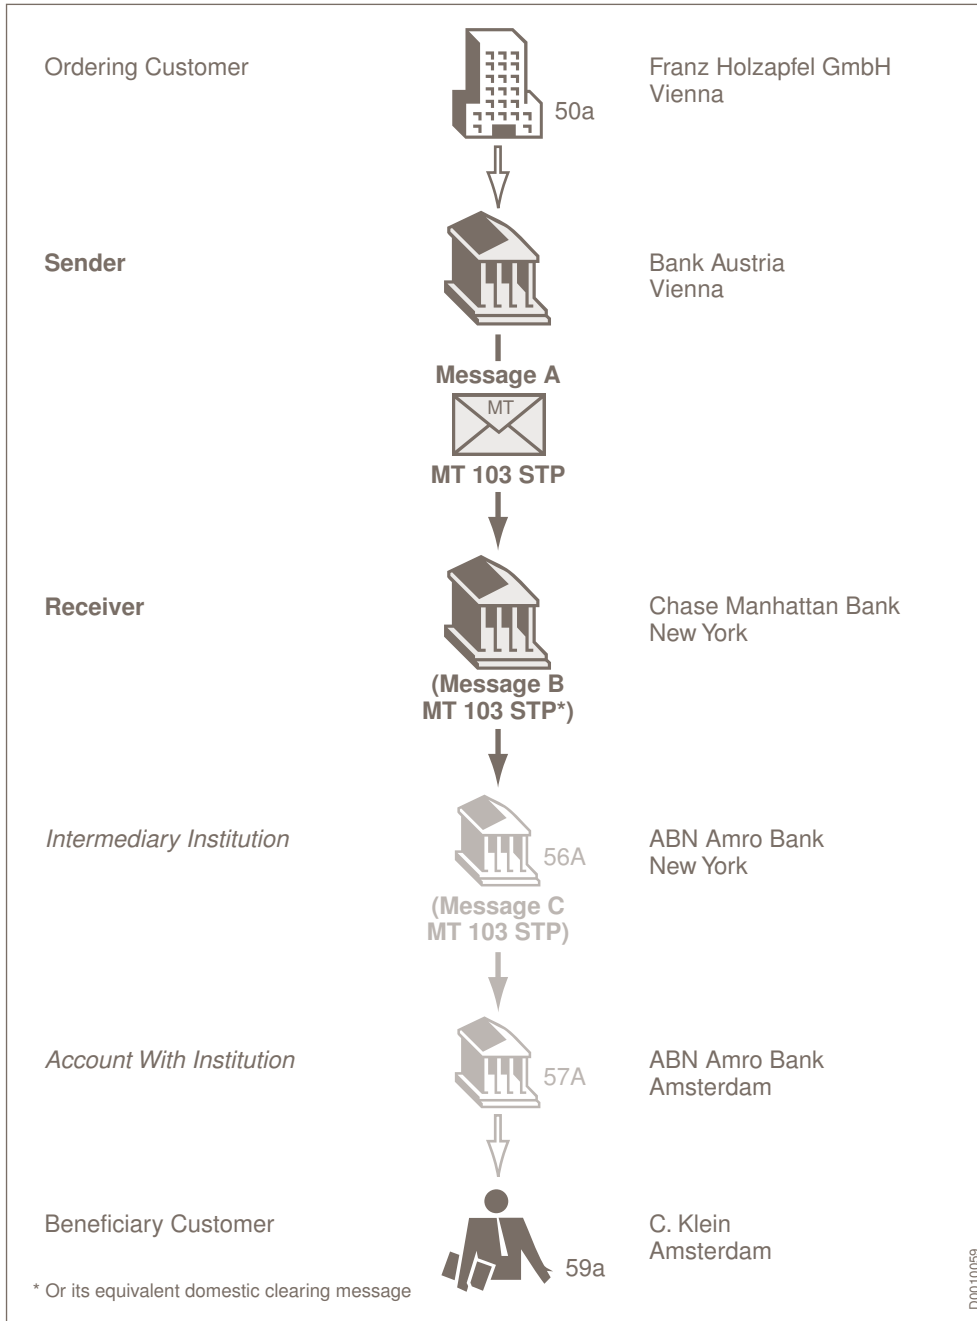 Ordering Customer
50a
Franz Holzapfel GmbH
Vienna
Sender
Bank Austria
Vienna
Message A
MT
MT 103 STP
Receiver
Chase Manhattan Bank
New York
(Message B
MT 103 STP*)
Intermediary Institution
56A
ABN Amro Bank
New York
(Message C
MT 103 STP)
Account With Institution
57A
ABN Amro Bank
Amsterdam
Beneficiary Customer
59a
C. Klein
Amsterdam
* Or its equivalent domestic clearing message
D0010059